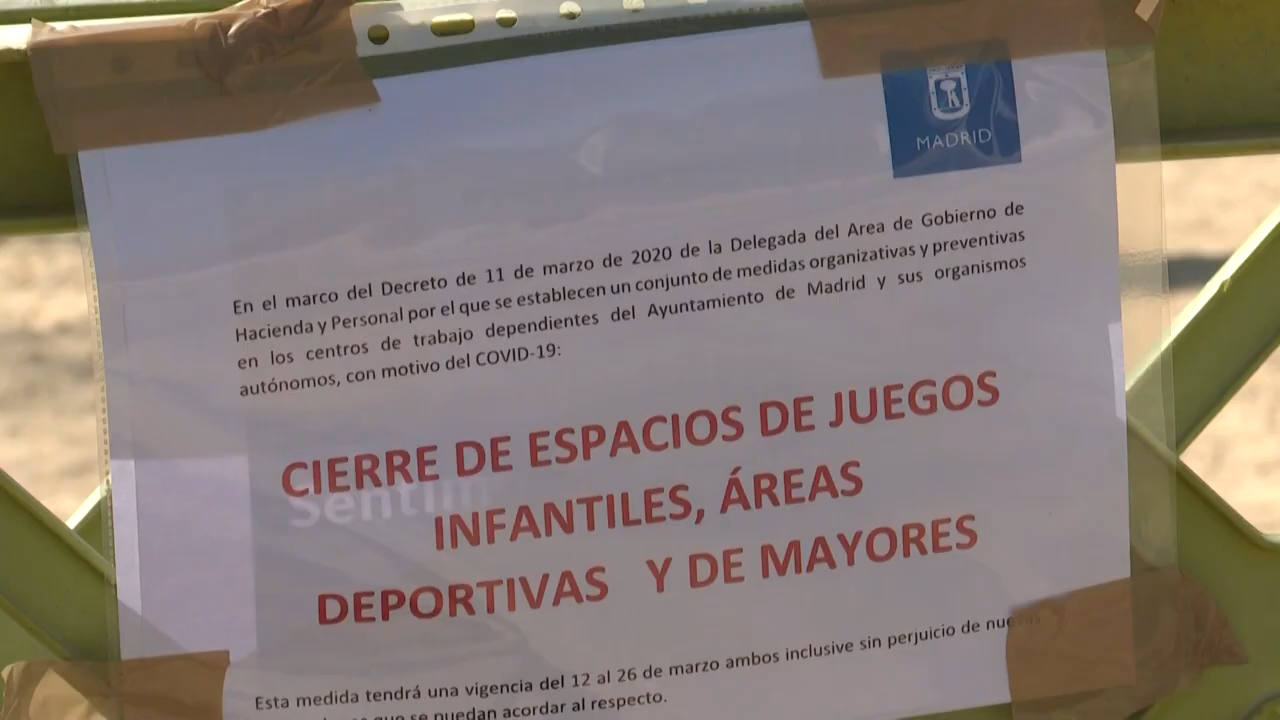 MADRID
En el marco del Decreto de 11 de marzo de 2020 de la Delegada del Area de Gobierno de
Hacienda y Personal por el que se establecen un conjunto de medidas organizativas y preventivas
en los centros de trabajo dependientes del Ayuntamiento de Madrid y sus organismos
autónomos, con motivo del COVID-19:
CIERRE DE ESPACIOS DE JUEGOS
Sentim
INFANTILES, ÁREAS
DEPORTIVAS Y DE MAYORES
Esta medida tendrá una vigencia del 12 al 26 de marzo ambos inclusive sin perjuicio de
que se puedan acordar al respecto.